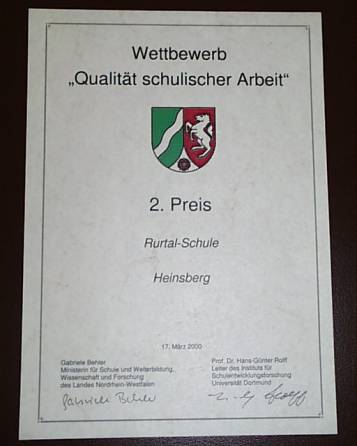 Wettbewerb
„Qualität schulischer Arbeit“
2. Preis
Rurtal-Schule
Heinsberg
17. März 2000
Gabriele Behler
Ministerin für Schule und Weiterbildung,
Wissenschaft und Forschung
des Landes Nordrhein-Westfalen
Gabriele Behler
Prof. Dr. Hans-Günter Rolff
Leiter des Instituts für
Schulentwicklungsforschung
Universität Dortmund